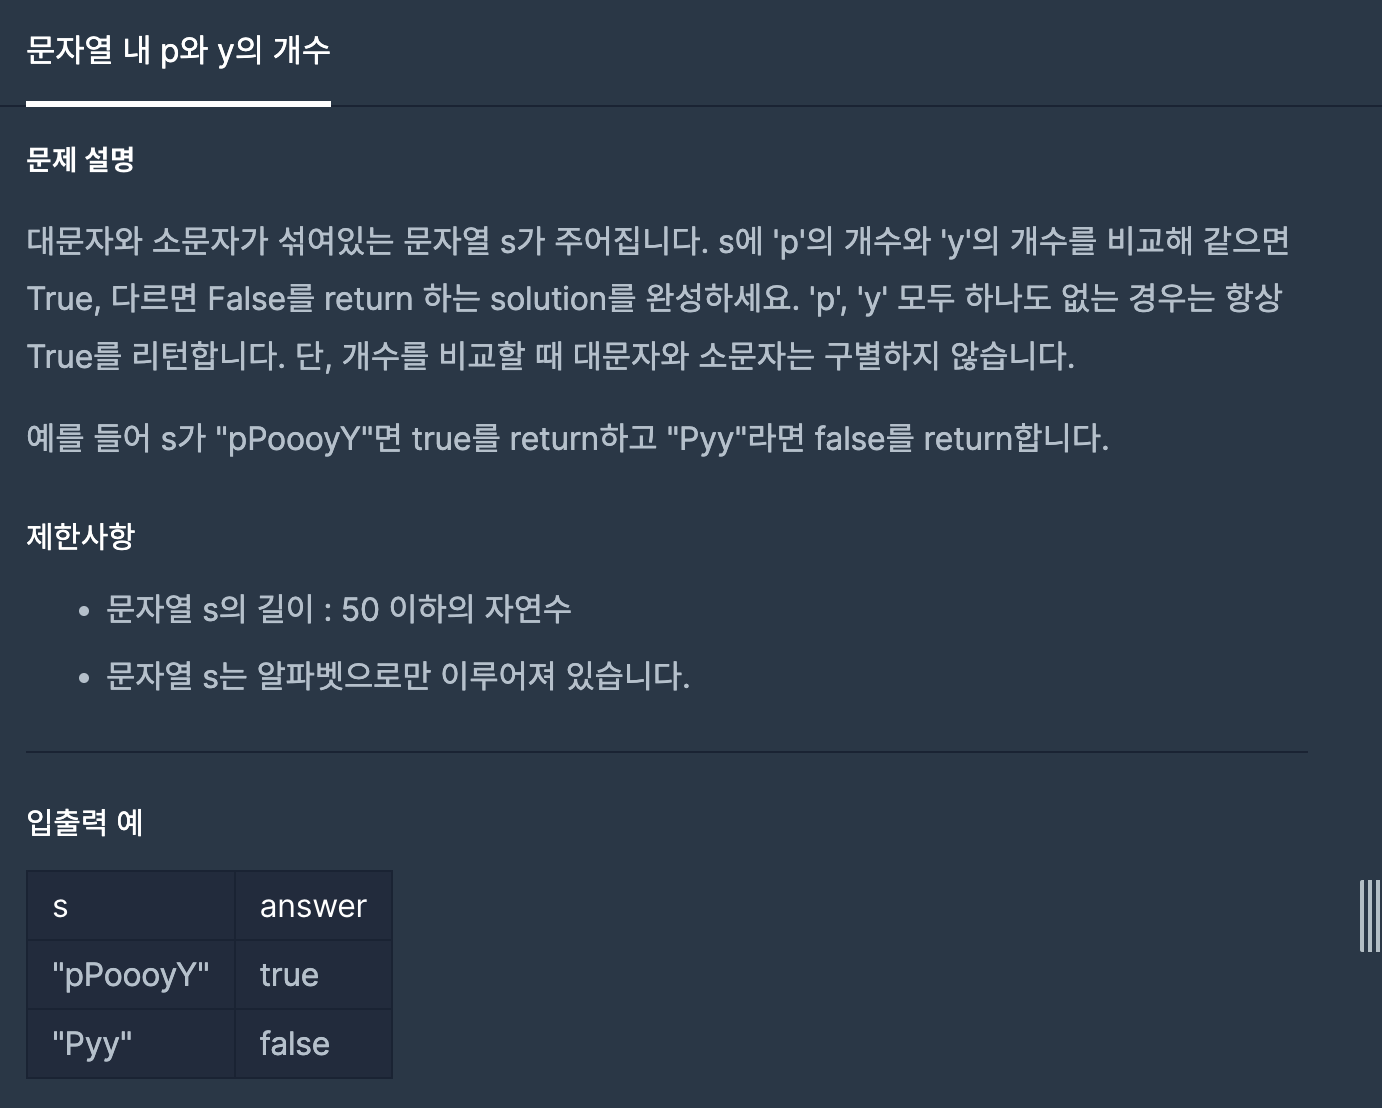 문자열 내 p와 y의 개수
문제 설명
대문자와 소문자가 섞여있는 문자열 s가 주어집니다. s에 'p'의 개수와 'y'의 개수를 비교해 같으면
True, 다르면 False를 return 하는 solution를 완성하세요. 'p', 'y' 모두 하나도 없는 경우는 항상
True를 리턴합니다. 단, 개수를 비교할 때 대문자와 소문자는 구별하지 않습니다.
예를 들어 s가 "pPoooyY"면 true를 return하고 "Pyy"라면 false를 return합니다.
제한사항
• 문자열 s의 길이 : 50 이하의 자연수
• 문자열 s는 알파벳으로만 이루어져 있습니다.
입출력 예
s answer
"pPoooyY" true
"Pyy" false